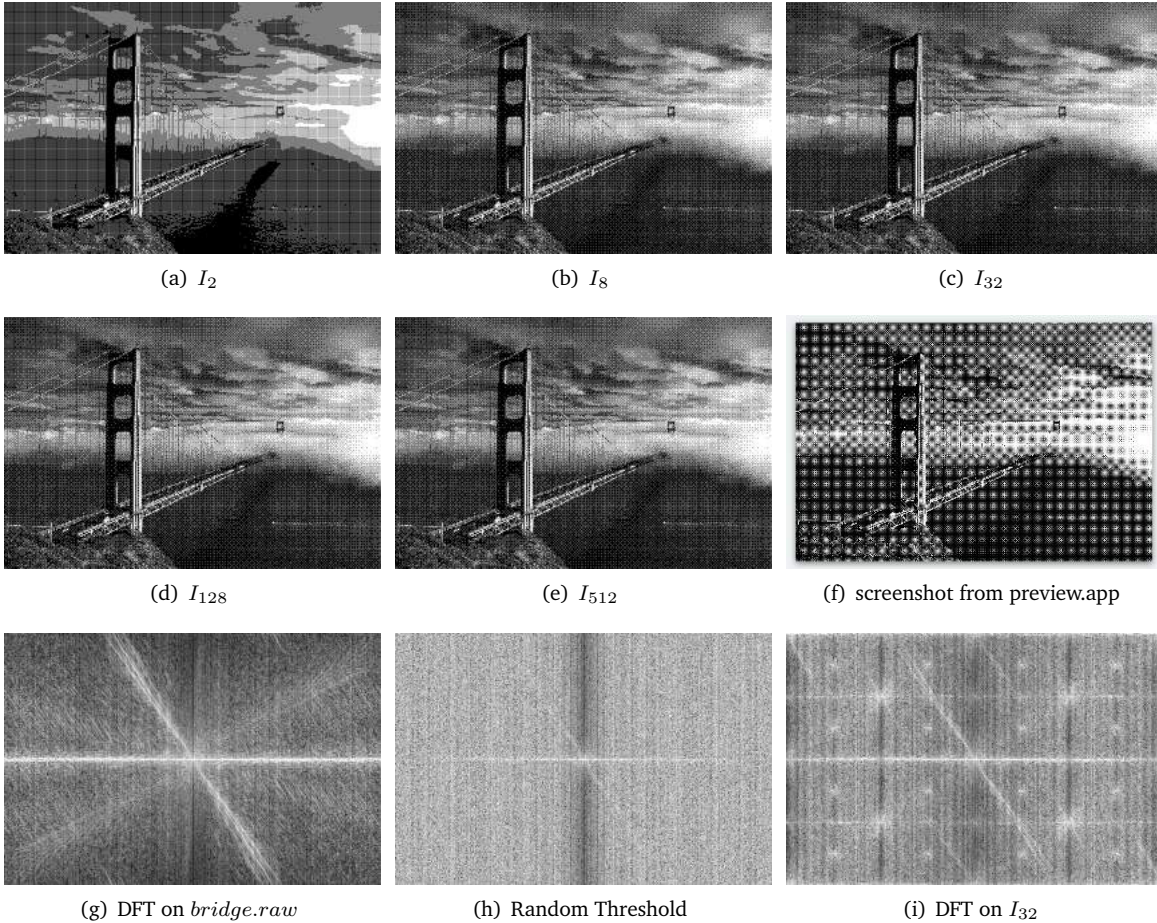 (a) I₂
(b) I₈
(c) I₃₂
(d) I₁₂₈
(e) I₅₁₂
(f) screenshot from preview.app
(g) DFT on bridge.raw
(h) Random Threshold
(i) DFT on I₃₂